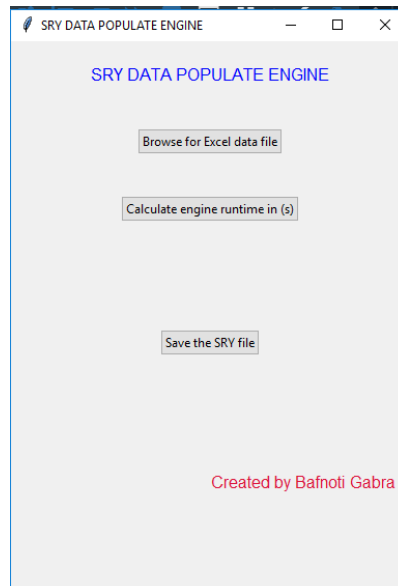 SRY DATA POPULATE ENGINE
SRY DATA POPULATE ENGINE
Browse for Excel data file
Calculate engine runtime in (s)
Save the SRY file
Created by Bafnoti Gabra